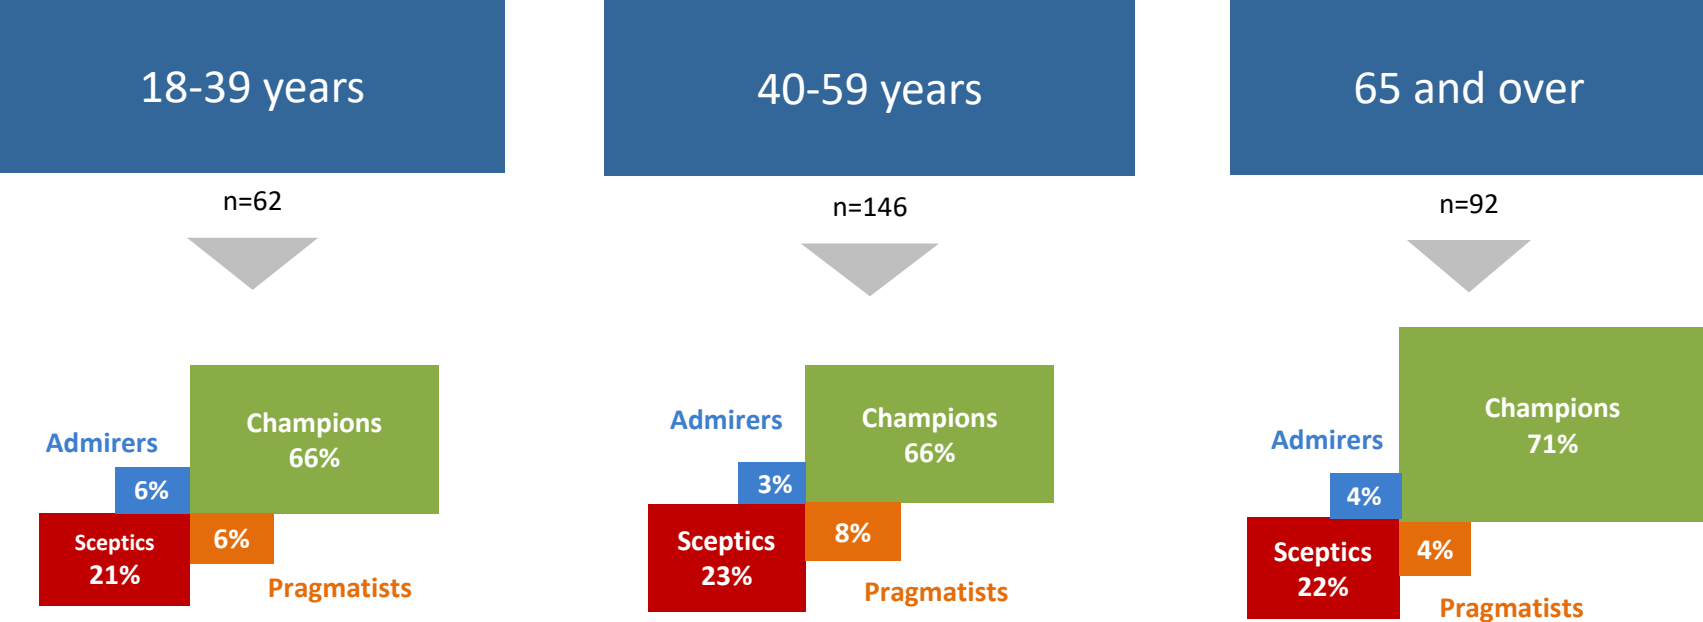 18-39 years
n=62
Admirers
6%
Champions
66%
Sceptics
21%
6%
Pragmatists
40-59 years
n=146
Admirers
3%
Champions
66%
Sceptics
23%
8%
Pragmatists
65 and over
n=92
Admirers
4%
Champions
71%
Sceptics
22%
4%
Pragmatists